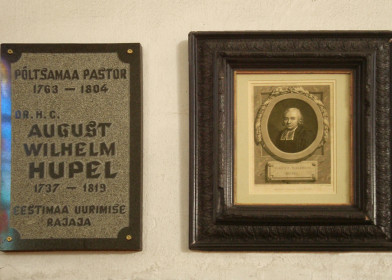 PÕLTSAMAA PASTOR
1763 — 1804
DR. H. C.
AUGUST
WILHELM
HUPEL
1737 — 1819
EESTIMAA UURIMISE
RAJAJA